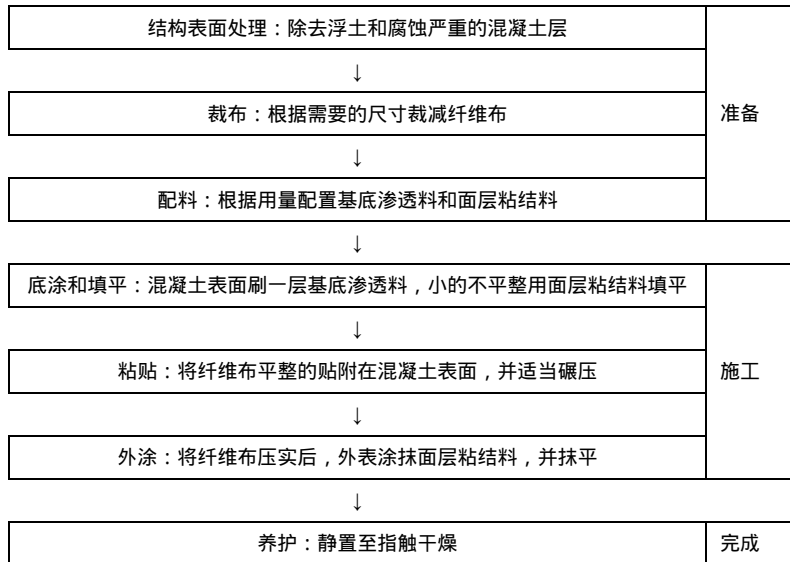 结构表面处理：除去浮土和腐蚀严重的混凝土层
↓
裁布：根据需要的尺寸裁减纤维布
准备
↓
配料：根据用量配置基底渗透料和面层粘结料
↓
底涂和填平：混凝土表面刷一层基底渗透料，小的不平整用面层粘结料填平
↓
粘贴：将纤维布平整的贴附在混凝土表面，并适当碾压
施工
↓
外涂：将纤维布压实后，外表涂抹面层粘结料，并抹平
↓
养护：静置至指触干燥
完成